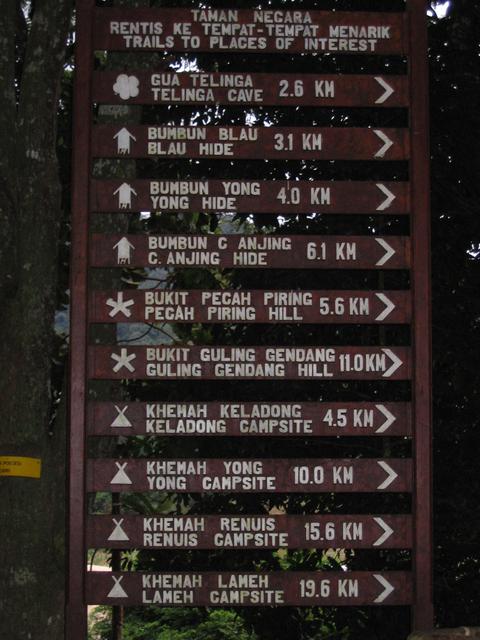 TAMAN NEGARA
RENTIS KE TEMPAT-TEMPAT MENARIK
TRAILS TO PLACES OF INTEREST
GUA TELINGA
TELINGA CAVE 2.6 KM
BUMBUN BLAU
BLAU HIDE 3.1 KM
BUMBUN YONG
YONG HIDE 4.0 KM
BUMBUN C ANJING
C. ANJING HIDE 6.1 KM
BUKIT PECAH PIRING
PECAH PIRING HILL 5.6 KM
BUKIT GULING GENDANG
GULING GENDANG HILL 11.0 KM
KHEMAH KELADONG
KELADONG CAMPSITE 4.5 KM
KHEMAH YONG
YONG CAMPSITE 10.0 KM
KHEMAH RENUIS
RENUIS CAMPSITE 15.6 KM
KHEMAH LAMEH
LAMEH CAMPSITE 19.6 KM